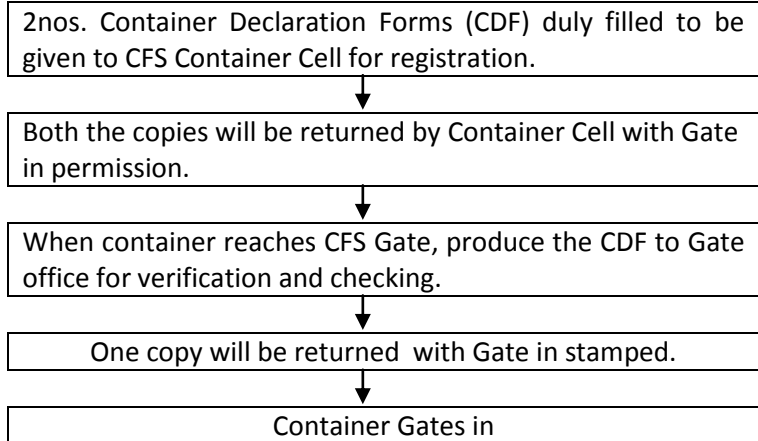 2nos. Container Declaration Forms (CDF) duly filled to be
given to CFS Container Cell for registration.
Both the copies will be returned by Container Cell with Gate
in permission.
When container reaches CFS Gate, produce the CDF to Gate
office for verification and checking.
One copy will be returned with Gate in stamped.
Container Gates in